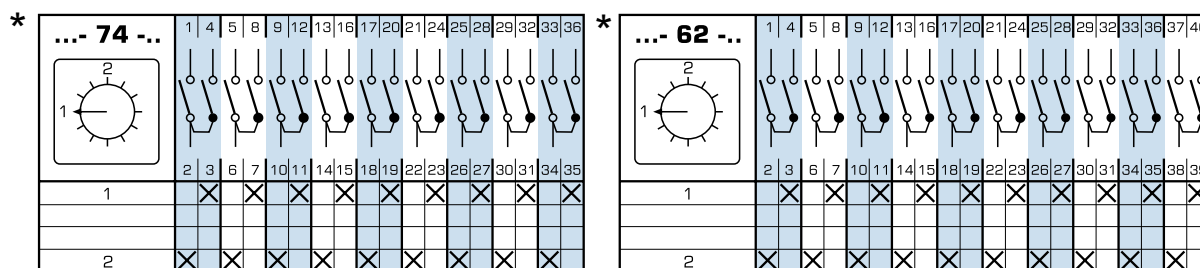 * ...- 74 -..
1 4 5 8 9 12 13 16 17 20 21 24 25 28 29 32 33 36
2
1
2 3 6 7 10 11 14 15 18 19 22 23 26 27 30 31 34 35
1 X X X X X X X X X
2 X X X X X X X X X
* ...- 62 -..
1 4 5 8 9 12 13 16 17 20 21 24 25 28 29 32 33 36 37
2
1
2 3 6 7 10 11 14 15 18 19 22 23 26 27 30 31 34 35 38
1 X X X X X X X X X X
2 X X X X X X X X X X